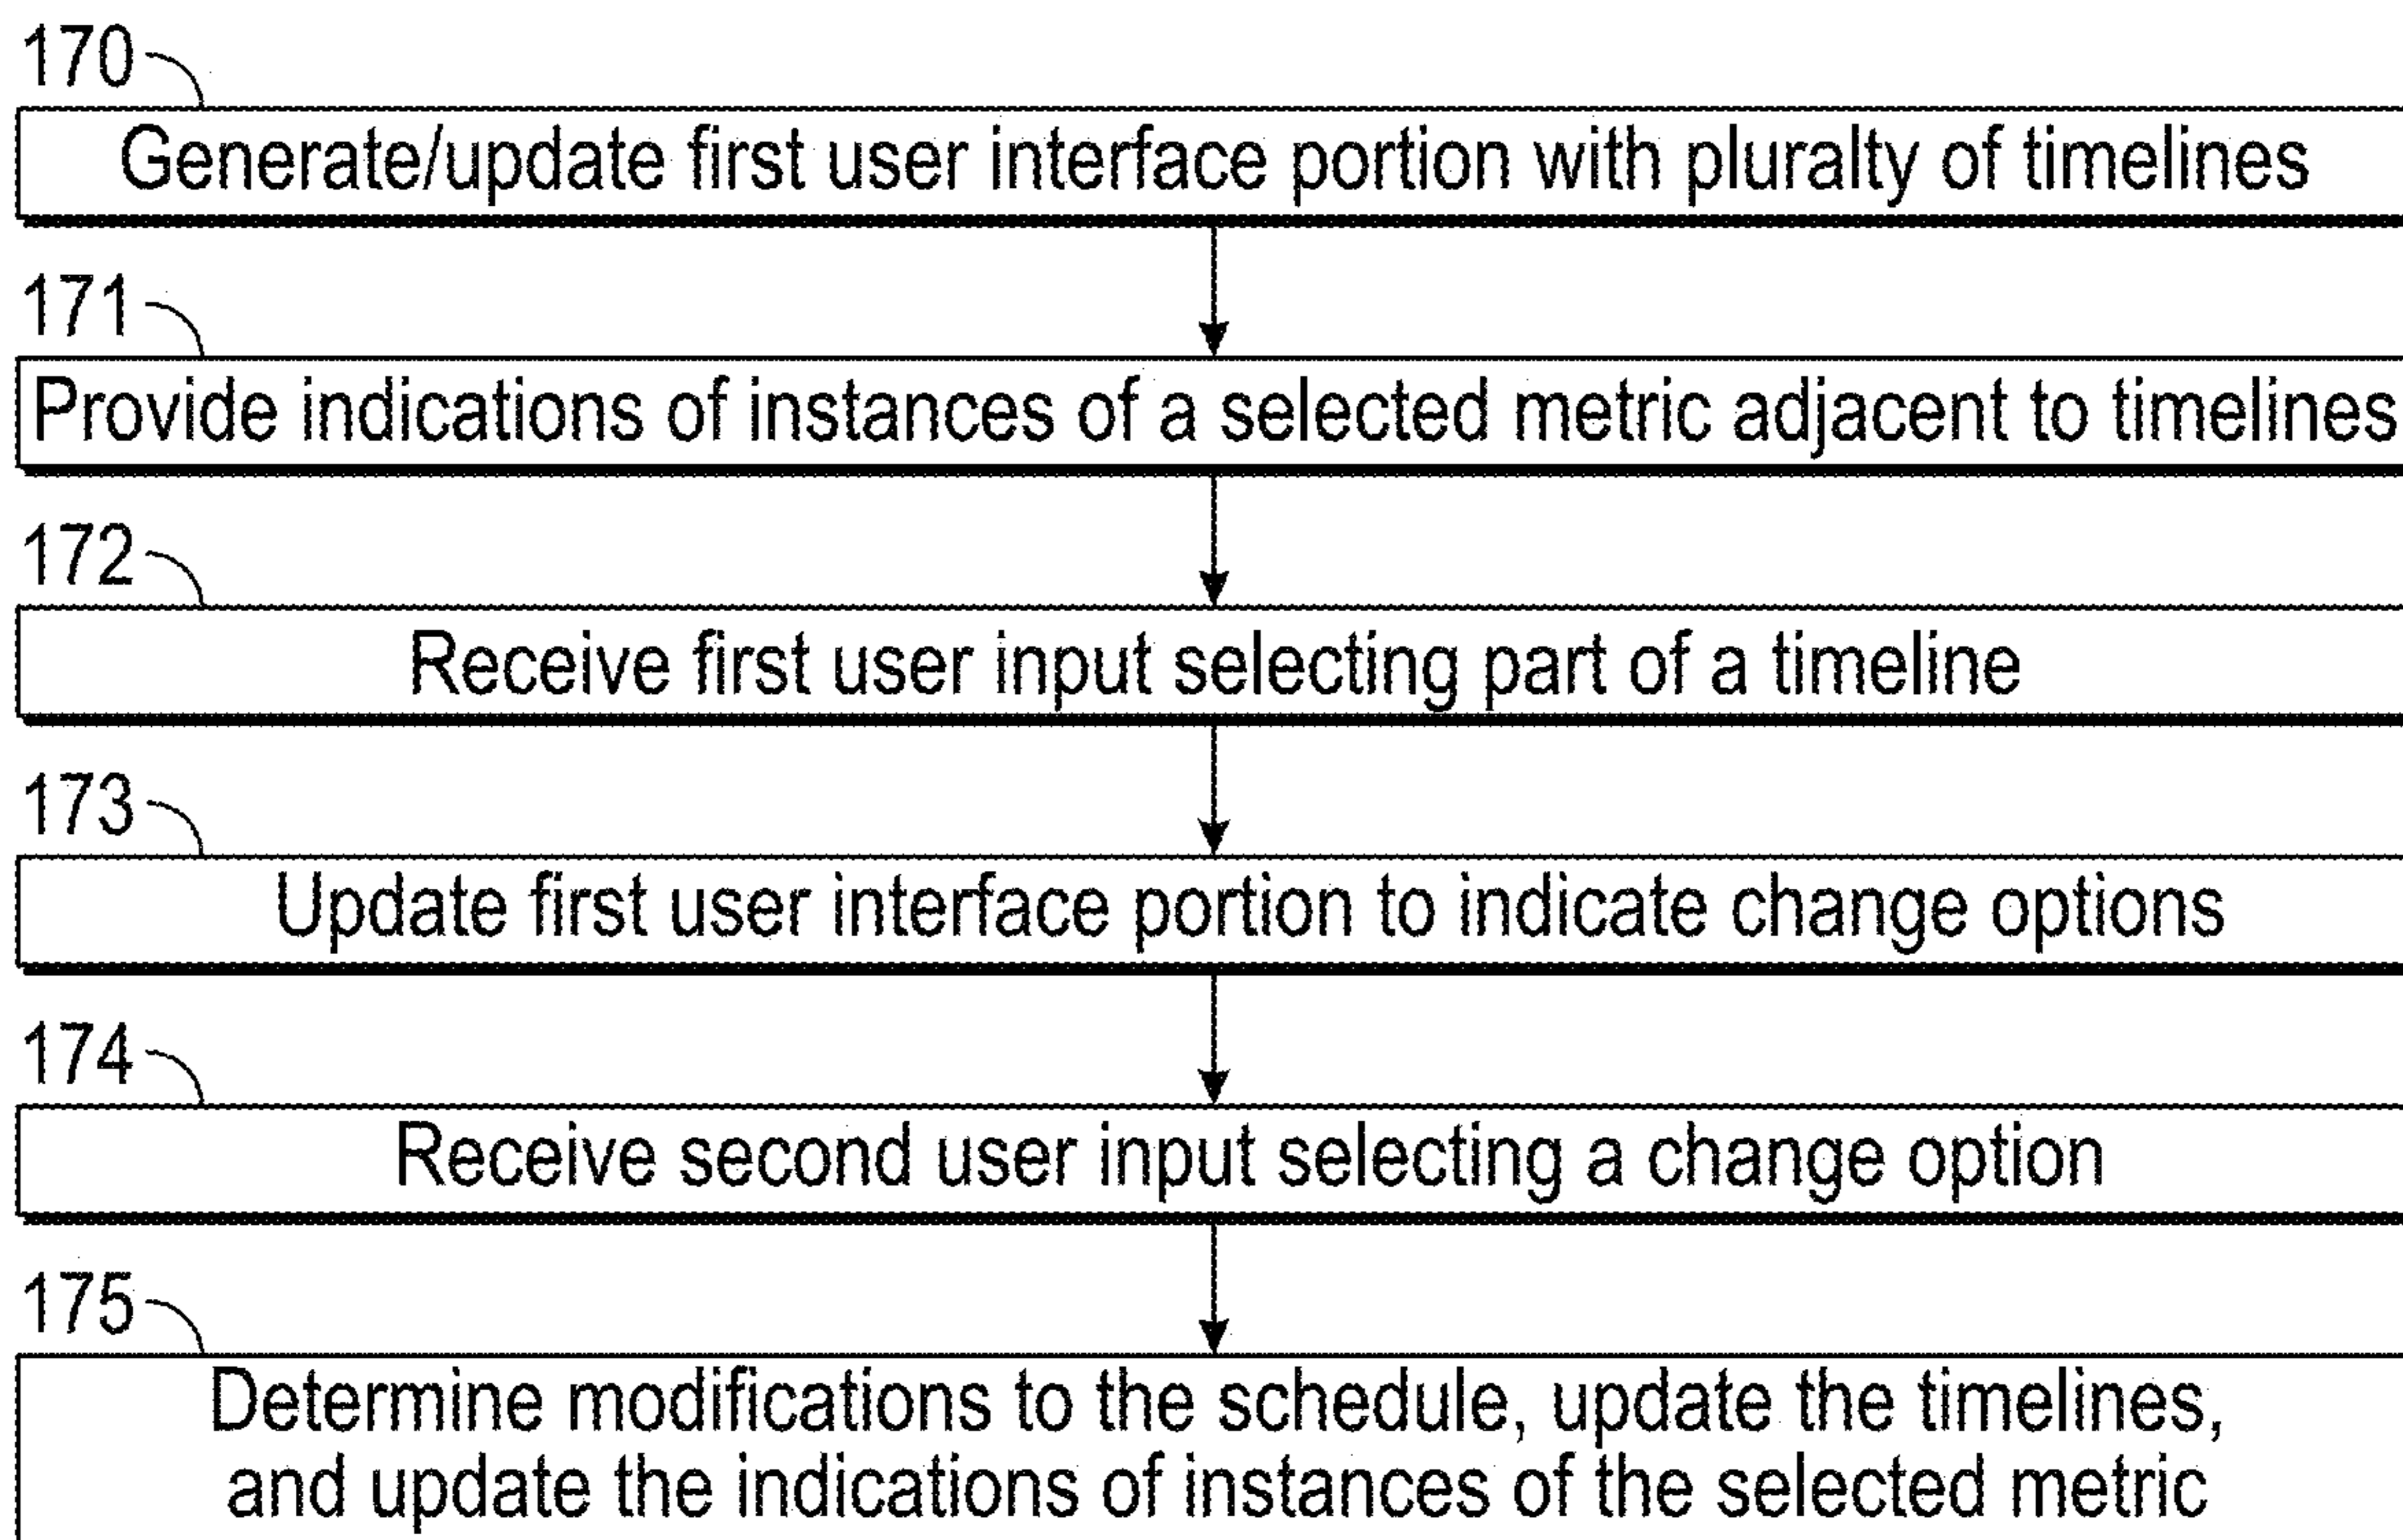 170
Generate/update first user interface portion with pluralty of timelines
171
Provide indications of instances of a selected metric adjacent to timelines
172
Receive first user input selecting part of a timeline
173
Update first user interface portion to indicate change options
174
Receive second user input selecting a change option
175
Determine modifications to the schedule, update the timelines,
and update the indications of instances of the selected metric